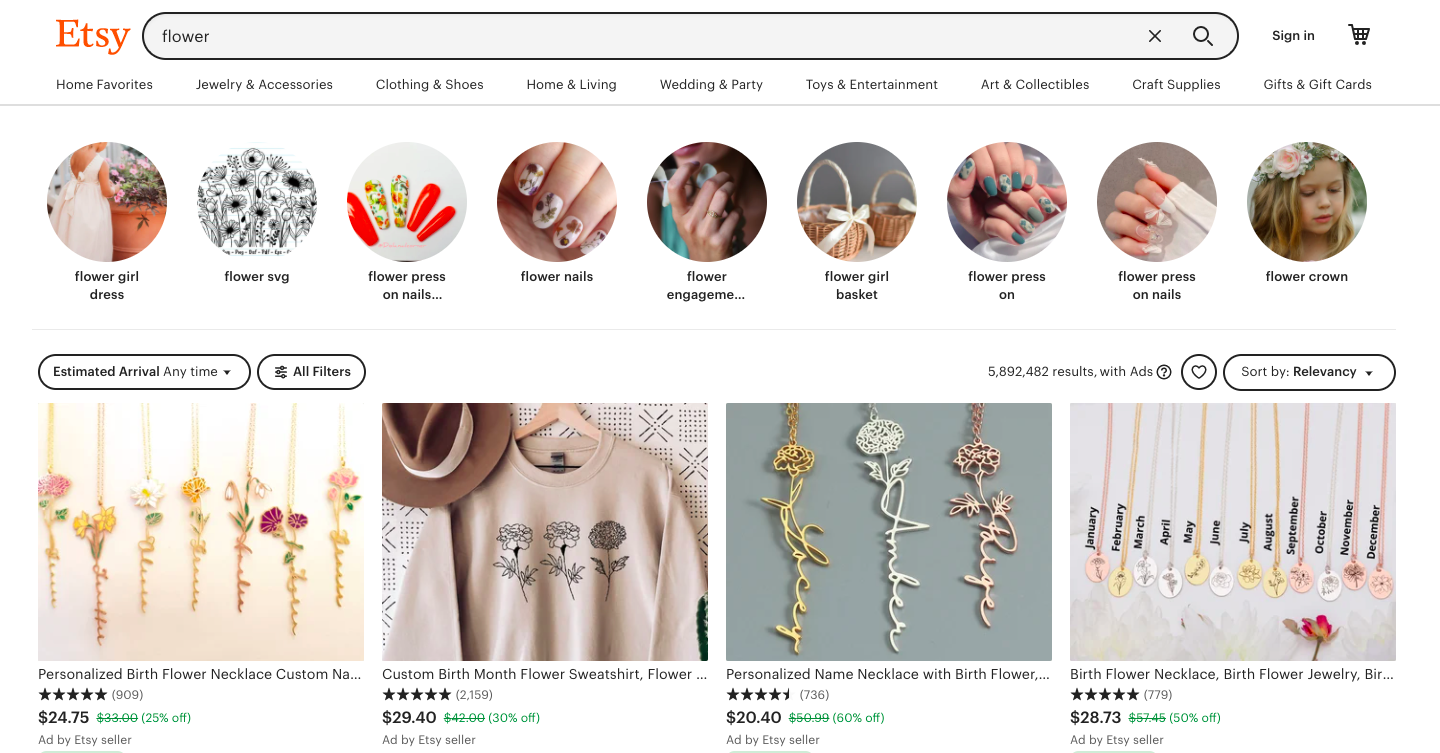 Etsy
flower
Sign in
Home Favorites
Jewelry & Accessories
Clothing & Shoes
Home & Living
Wedding & Party
Toys & Entertainment
Art & Collectibles
Craft Supplies
Gifts & Gift Cards
flower girl
dress
flower svg
flower press
on nails...
flower nails
flower
engageme...
flower girl
basket
flower press
on
flower press
on nails
flower crown
Estimated Arrival Any time
All Filters
5,892,482 results, with Ads
Sort by: Relevancy
January
February
March
April
May
June
July
August
September
October
November
December
Personalized Birth Flower Necklace Custom Na...
(909)
$24.75 $33.00 (25% off)
Ad by Etsy seller
Custom Birth Month Flower Sweatshirt, Flower ...
(2,159)
$29.40 $42.00 (30% off)
Ad by Etsy seller
Personalized Name Necklace with Birth Flower,...
(736)
$20.40 $50.99 (60% off)
Ad by Etsy seller
Birth Flower Necklace, Birth Flower Jewelry, Bir...
(779)
$28.73 $57.45 (50% off)
Ad by Etsy seller